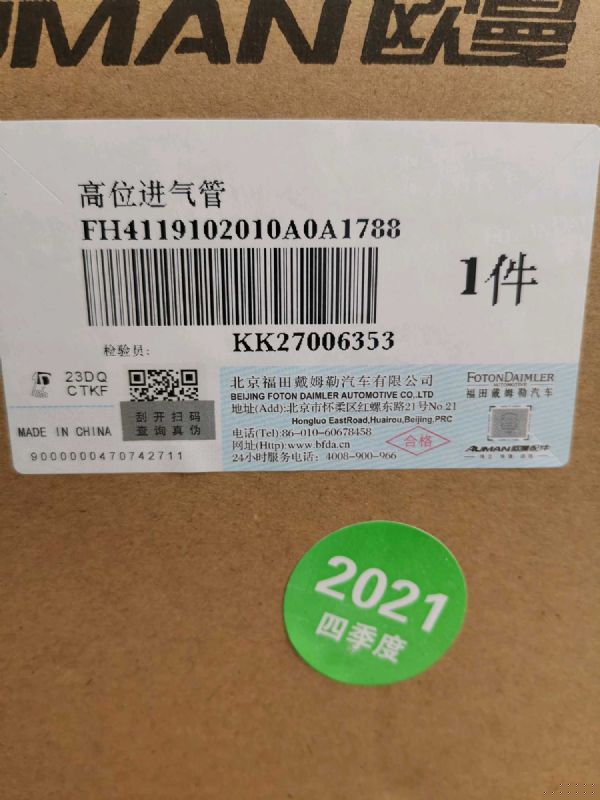 AUMAN 欧曼
高位进气管
FH4119102010A0A1788
1件
检验员:
KK27006353
23DQ
CTKF
刮开扫码
查询真伪
MADE IN CHINA
9000000470742711
北京福田戴姆勒汽车有限公司
BEIJING FOTON DAIMLER AUTOMOTIVE CO.,LTD
地址(Add):北京市怀柔区红螺东路21号No 21
Hongluo EastRoad,Huairou,Beijing,PRC
电话(Tel):86-010-60678458
网址(Http):www.bfda.cn
24小时服务电话: 4008-900-966
合格
FOTONDAIMLER
福田戴姆勒汽车
AUMAN欧曼配件
2021
四季度